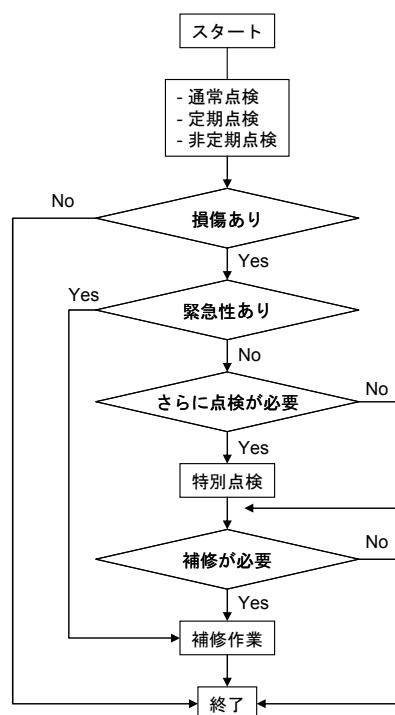 スタート
- 通常点検
- 定期点検
- 非定期点検
No
損傷あり
Yes
Yes
緊急性あり
No
さらに点検が必要
No
Yes
特別点検
補修が必要
No
Yes
補修作業
終了